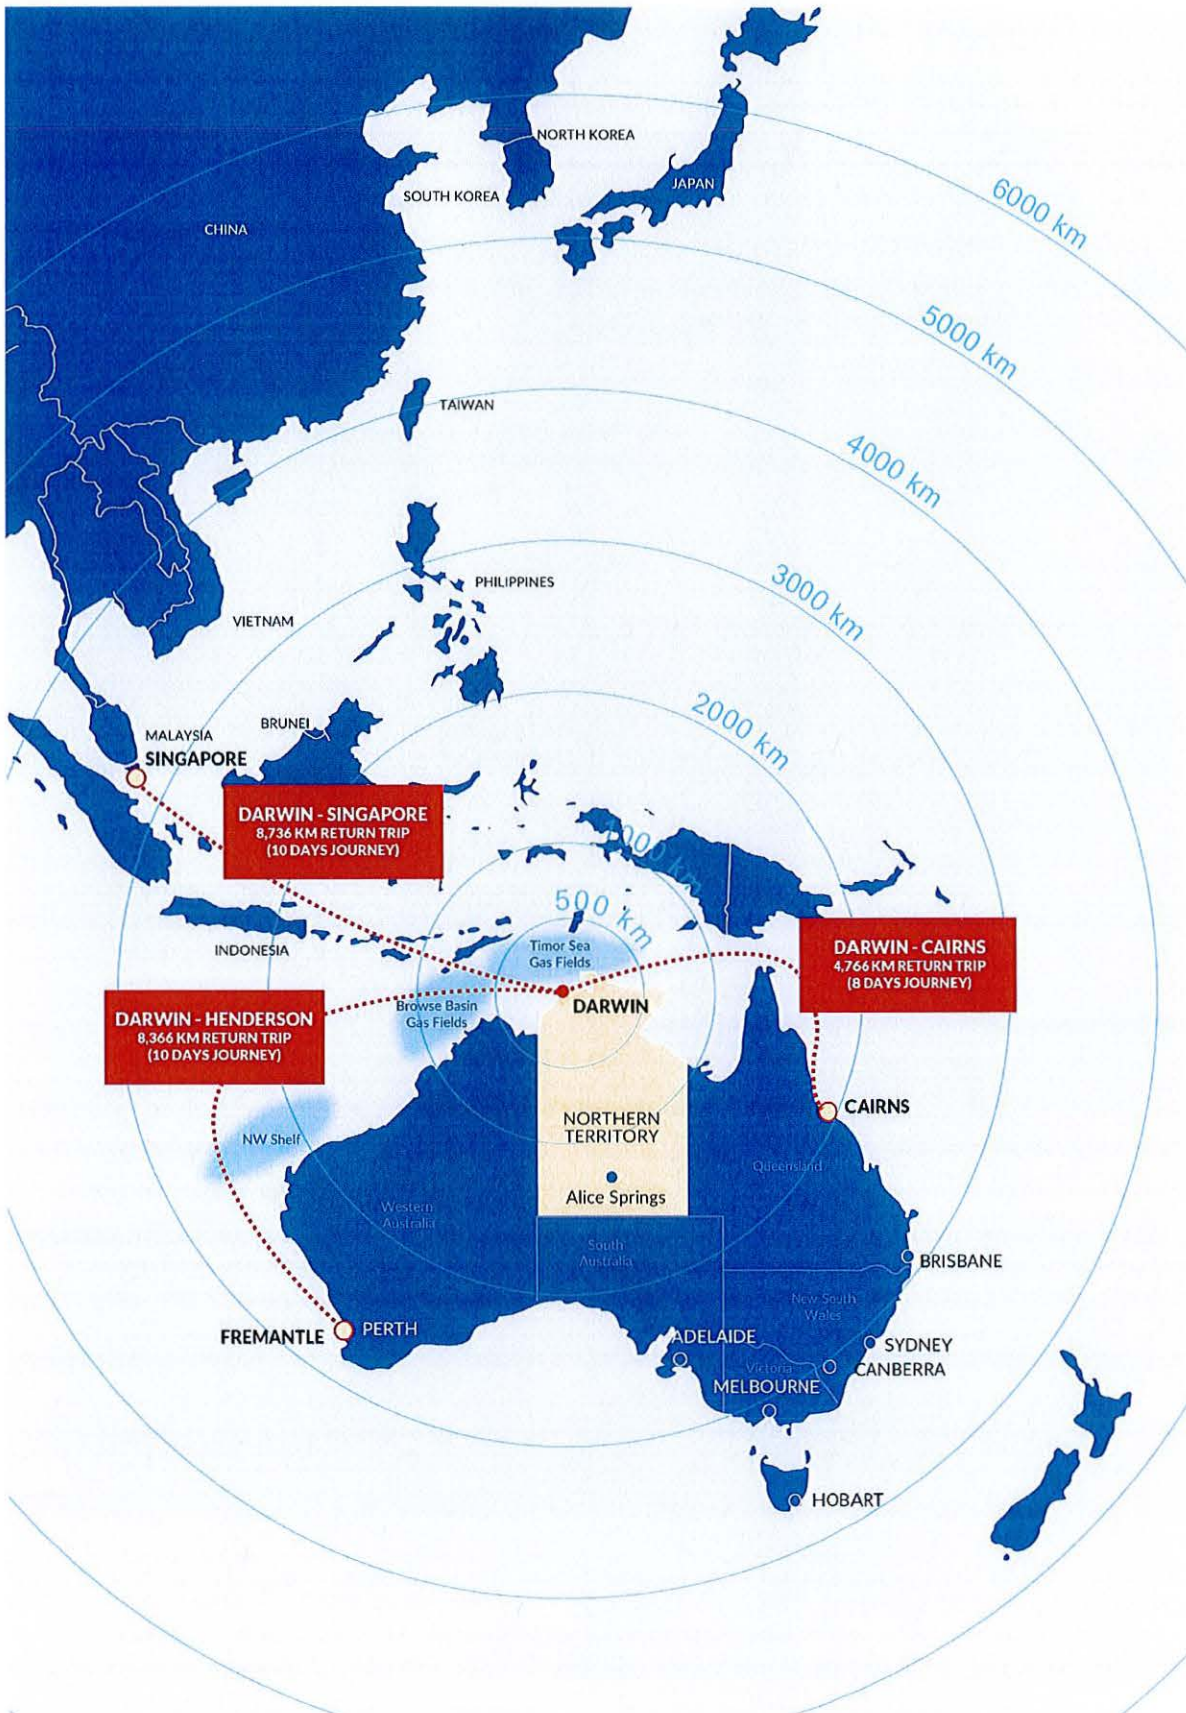 NORTH KOREA
JAPAN
SOUTH KOREA
CHINA
6000 km
5000 km
TAIWAN
4000 km
3000 km
PHILIPPINES
VIETNAM
2000 km
BRUNEI
MALAYSIA
SINGAPORE
DARWIN - SINGAPORE
8,736 KM RETURN TRIP
(10 DAYS JOURNEY)
1000 km
500 km
INDONESIA
Timor Sea
Gas Fields
DARWIN - CAIRNS
4,766 KM RETURN TRIP
(8 DAYS JOURNEY)
DARWIN - HENDERSON
8,366 KM RETURN TRIP
(10 DAYS JOURNEY)
Browse Basin
Gas Fields
DARWIN
CAIRNS
NORTHERN
TERRITORY
NW Shelf
Queensland
Alice Springs
Western
Australia
South
Australia
BRISBANE
New South
Wales
FREMANTLE
PERTH
ADELAIDE
SYDNEY
Victoria
CANBERRA
MELBOURNE
HOBART